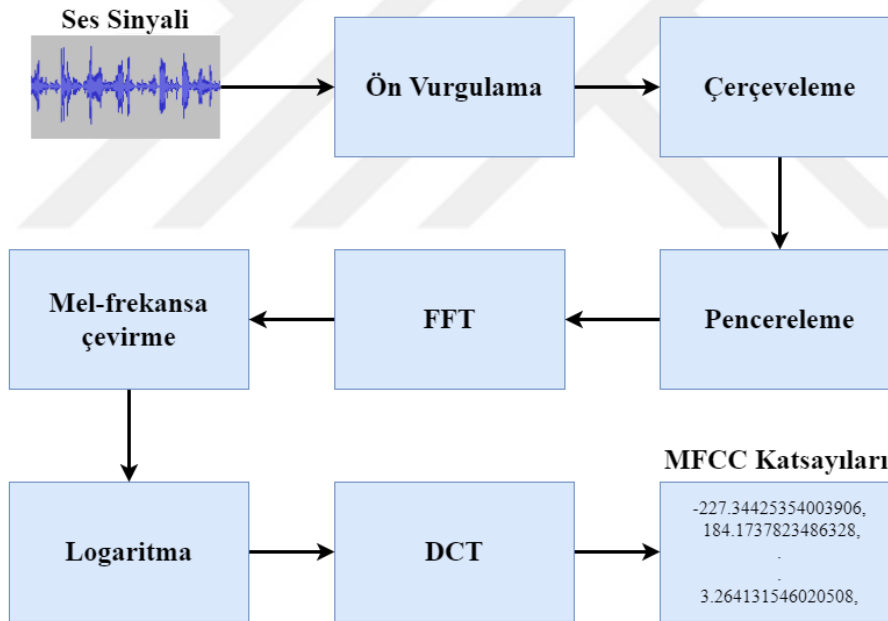 Ses Sinyali
Ön Vurgulama
Çerçeveleme
Pencereleme
FFT
Mel-frekansa
çevirme
Logaritma
DCT
MFCC Katsayıları
-227.34425354003906,
184.1737823486328,
.
.
3.264131546020508,